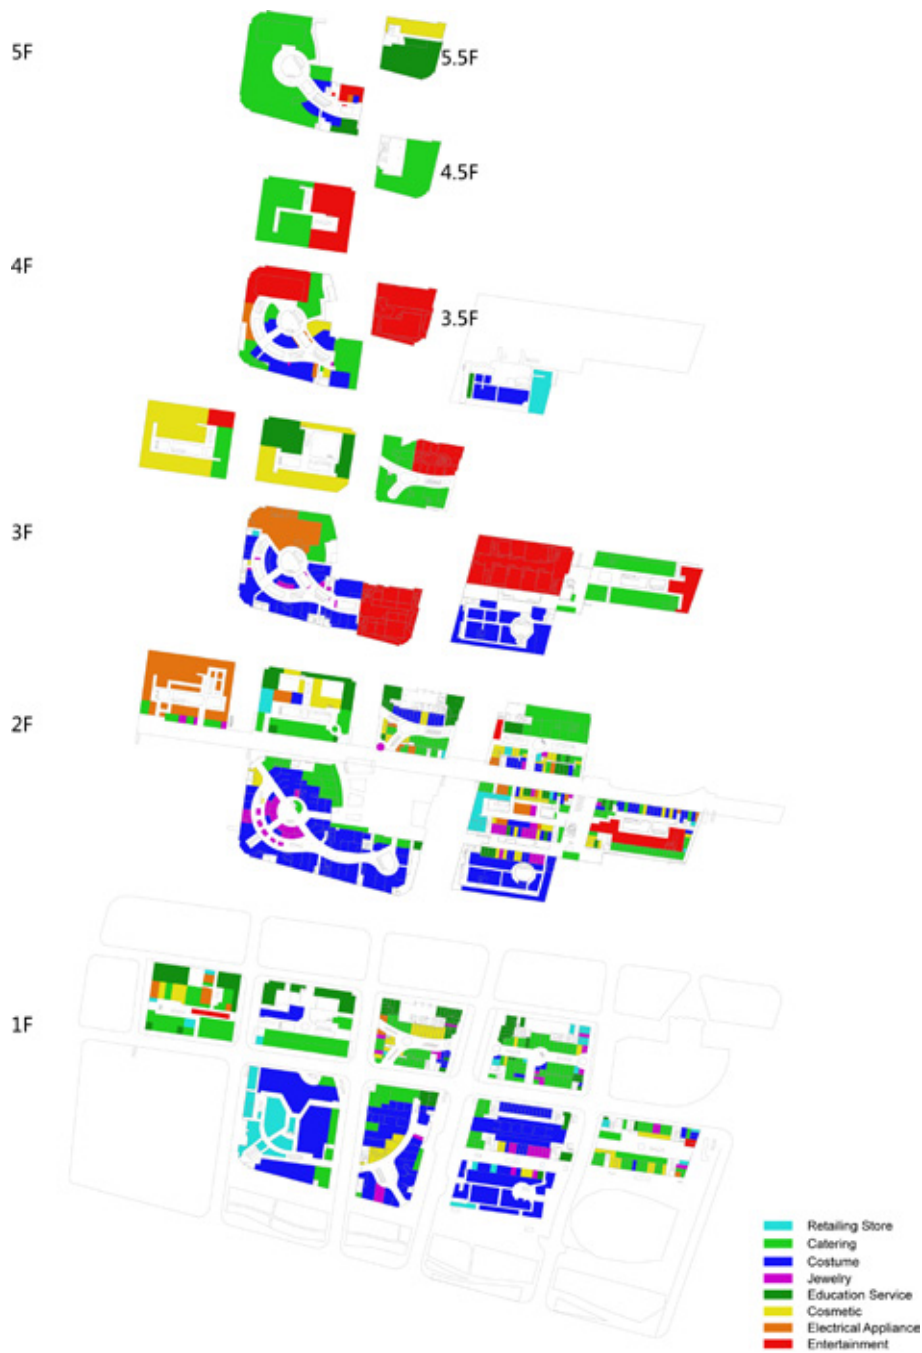 5F
5.5F
4.5F
4F
3.5F
3F
2F
1F
Retailing Store
Catering
Costume
Jewelry
Education Service
Cosmetic
Electrical Appliance
Entertainment